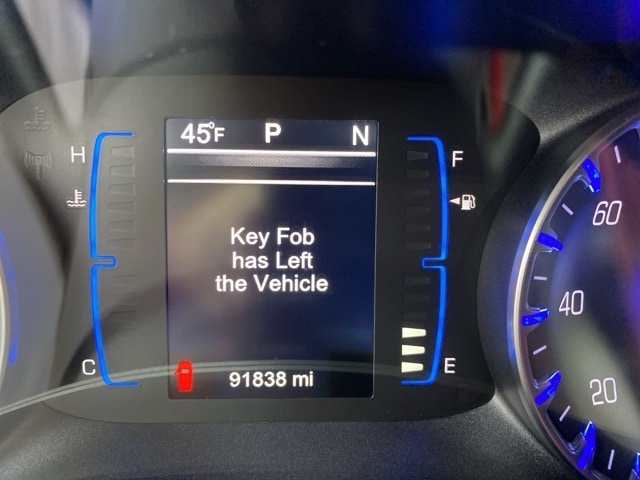 45°F P N
H F
60
Key Fob
has Left
the Vehicle
40
C E
91838 mi
20